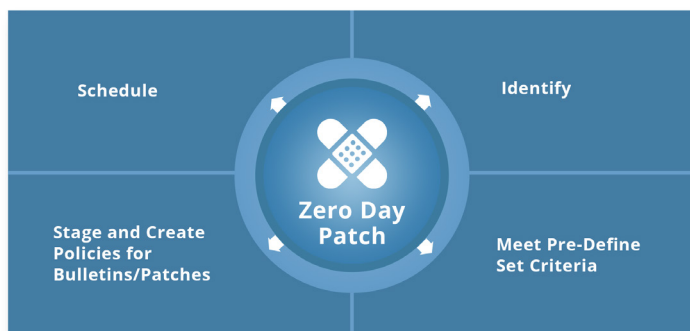 Schedule
Identify
Zero Day
Patch
Stage and Create
Policies for
Bulletins/Patches
Meet Pre-Define
Set Criteria